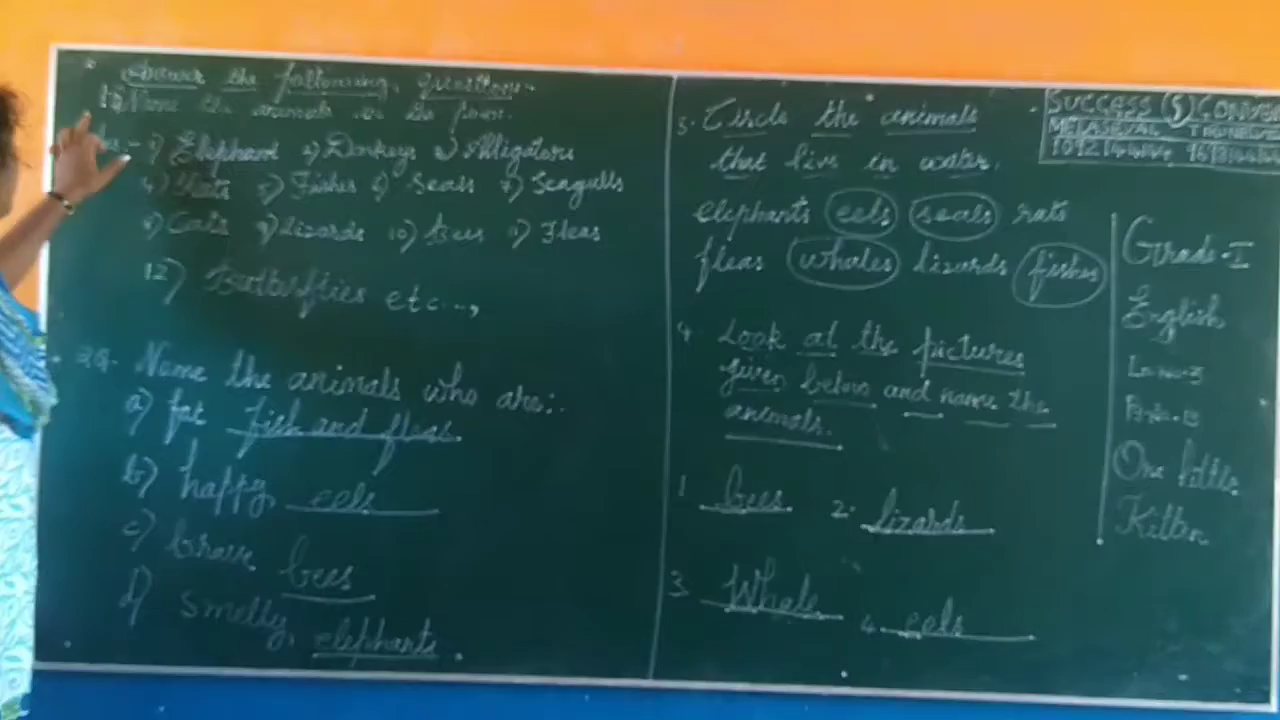 Answer the following questions.
1Q Name the animals in the poem.
Ans:- 1) Elephant 2) Donkeys 3) Alligators
4) 5) Fishes 6) Seals 7) Seagulls
8) Cats 9) Lizards 10) Bees 11) Fleas
12) Butterflies etc...,
2Q. Name the animals who are:-
a) fat fish and fleas.
b) happy, eels
c) brave bees
d) smelly, elephants.
3. Circle the animals
that live in water.
elephants eels seals rats
fleas whales lizards fishes
4. Look at the pictures
given below and name the
animals.
1 bees 2. lizards
3 Whale 4. eels
SUCCESS (S) CONVE
Grade-I
English
One little
Kitten